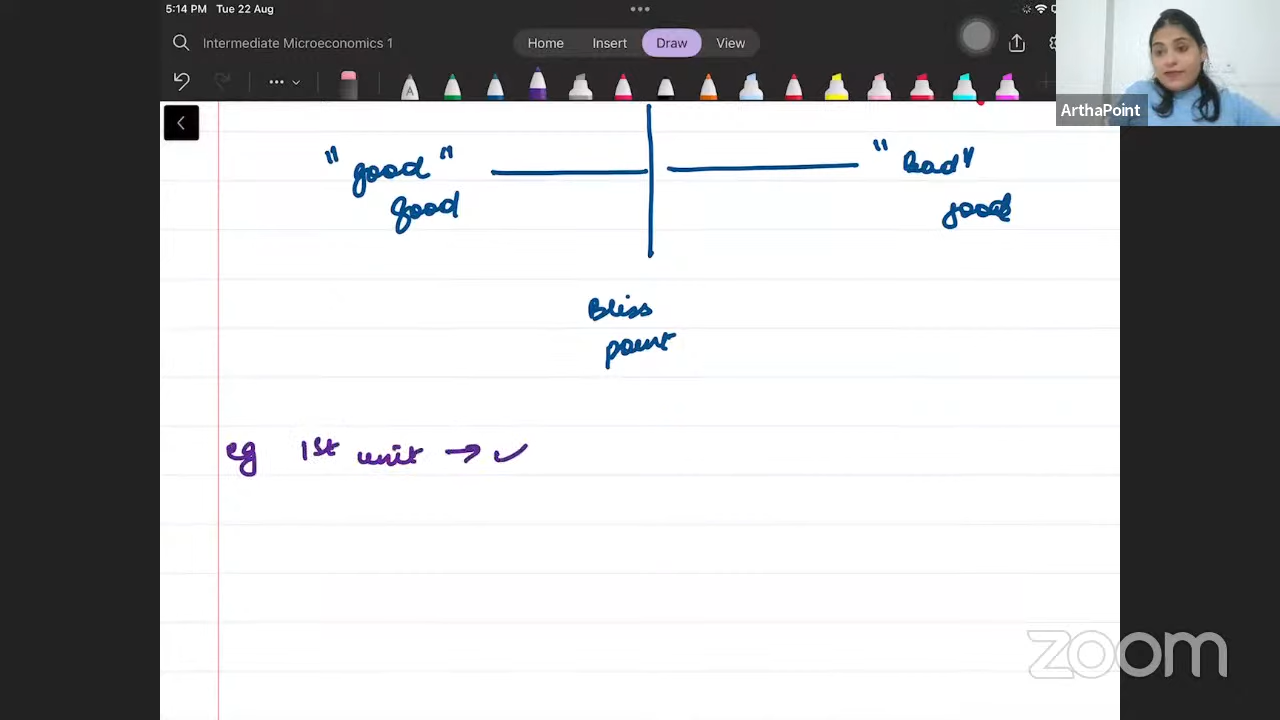 5:14 PM Tue 22 Aug
Intermediate Microeconomics 1
Home Insert Draw View
A
ArthaPoint
"good" "bad"
good good
Bliss
point
eg 1st unit → ✓
zoom